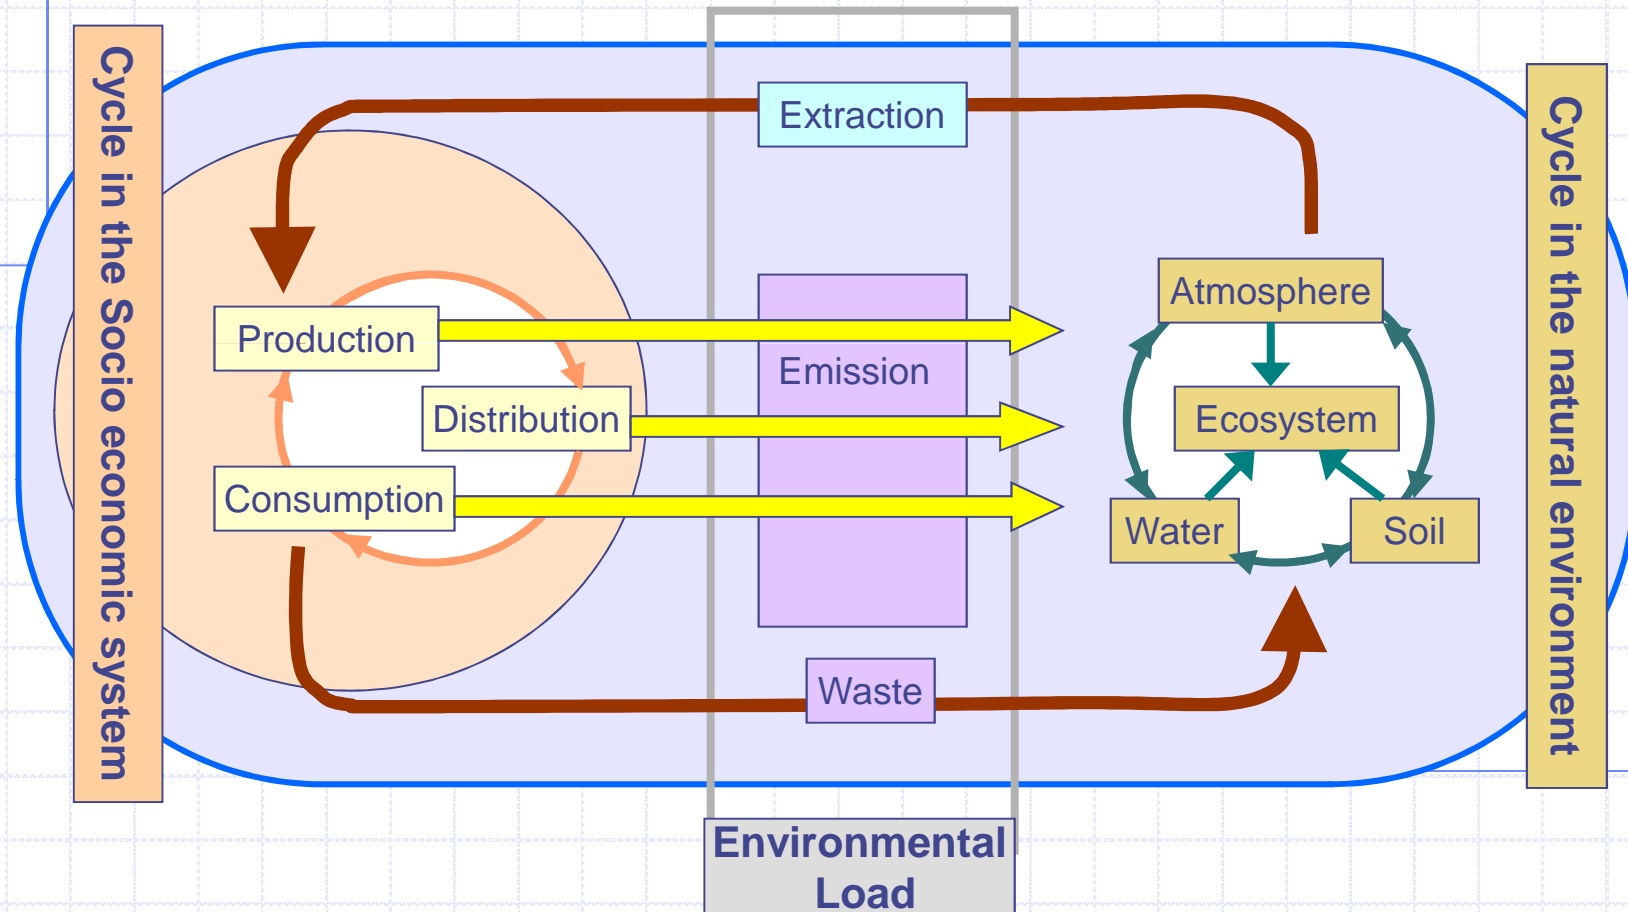 Cycle in the Socio economic system
Extraction
Cycle in the natural environment
Atmosphere
Production
Emission
Distribution
Ecosystem
Consumption
Water
Soil
Waste
Environmental
Load